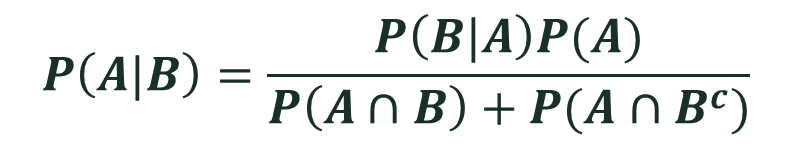 P(A|B) = P(B|A)P(A) / P(A ∩ B) + P(A ∩ Bᶜ)